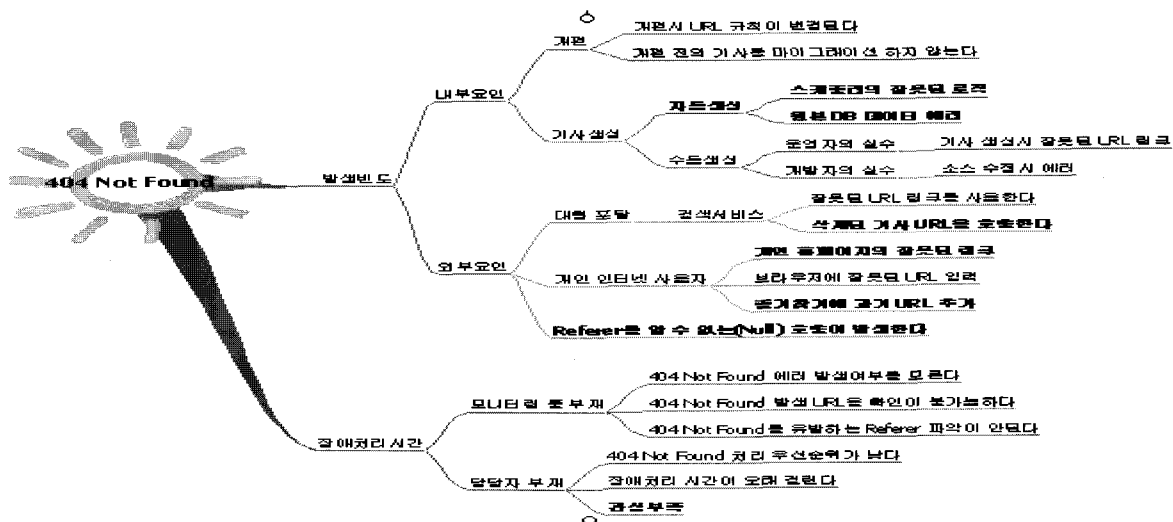 404 Not Found
발생빈도
내부요인
개편
개편시 URL 규칙이 변경된다
개편 전의 기사를 마이그레이션 하지 않는다
기사생성
자동생성
스케줄러의 잘못된 로직
원본 DB 데이터 에러
수동생성
운영자의 실수
기사 생성시 잘못된 URL 링크
개발자의 실수
소스 수정시 에러
외부요인
대형 포탈
검색서비스
잘못된 URL 링크를 사용한다
삭제된 기사 URL을 호출한다
개인 인터넷 사용자
개인 홈페이지의 잘못된 링크
브라우저에 잘못된 URL 입력
즐겨찾기에 과거 URL 추가
Referer를 알 수 없는(Null) 호출이 발생한다
장애처리시간
모니터링 툴 부재
404 Not Found 에러 발생여부를 모른다
404 Not Found 발생 URL을 확인이 불가능하다
404 Not Found를 유발하는 Referer 파악이 안된다
담당자 부재
404 Not Found 처리 우선순위가 낮다
장애처리 시간이 오래 걸린다
관심부족